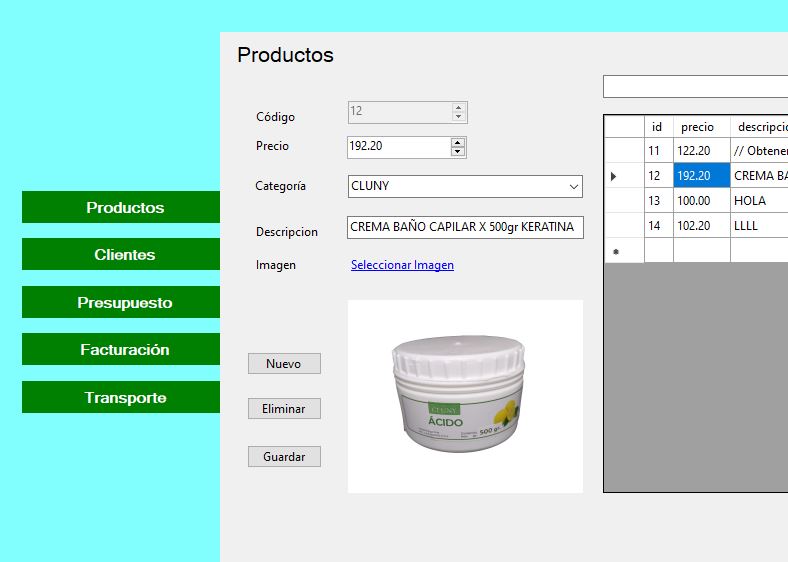 Productos
Clientes
Presupuesto
Facturación
Transporte
Productos
Código
12
Precio
192.20
Categoría
CLUNY
Descripcion
CREMA BAÑO CAPILAR X 500gr KERATINA
Imagen
Seleccionar Imagen
Nuevo
Eliminar
Guardar
CLUNY
ÁCIDO
500 gr.
id precio descripcio
11 122.20 // Obtener
12 192.20 CREMA BA
13 100.00 HOLA
14 102.20 LLLL